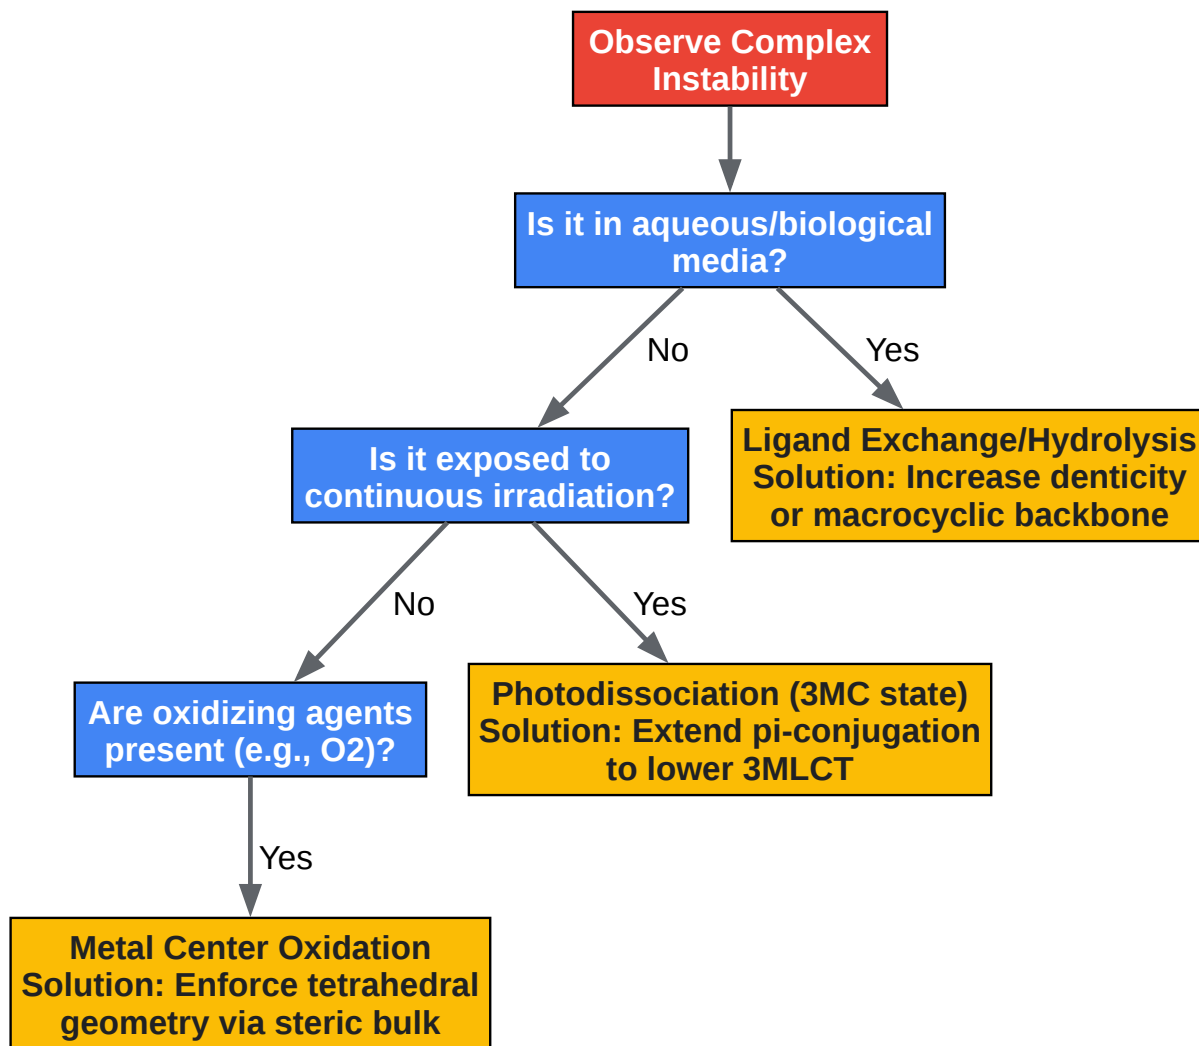 Observe Complex
Instability
Is it in aqueous/biological
media?
No
Yes
Ligand Exchange/Hydrolysis
Solution: Increase denticity
or macrocyclic backbone
Is it exposed to
continuous irradiation?
No
Yes
Photodissociation (3MC state)
Solution: Extend pi-conjugation
to lower 3MLCT
Are oxidizing agents
present (e.g., O2)?
Yes
Metal Center Oxidation
Solution: Enforce tetrahedral
geometry via steric bulk